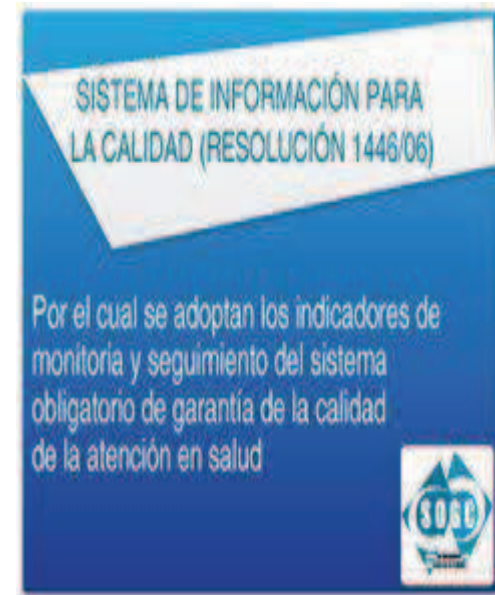 SISTEMA DE INFORMACIÓN PARA
LA CALIDAD (RESOLUCIÓN 1446/06)
Por el cual se adoptan los indicadores de
monitoria y seguimiento del sistema
obligatorio de garantía de la calidad
de la atención en salud
SOGC